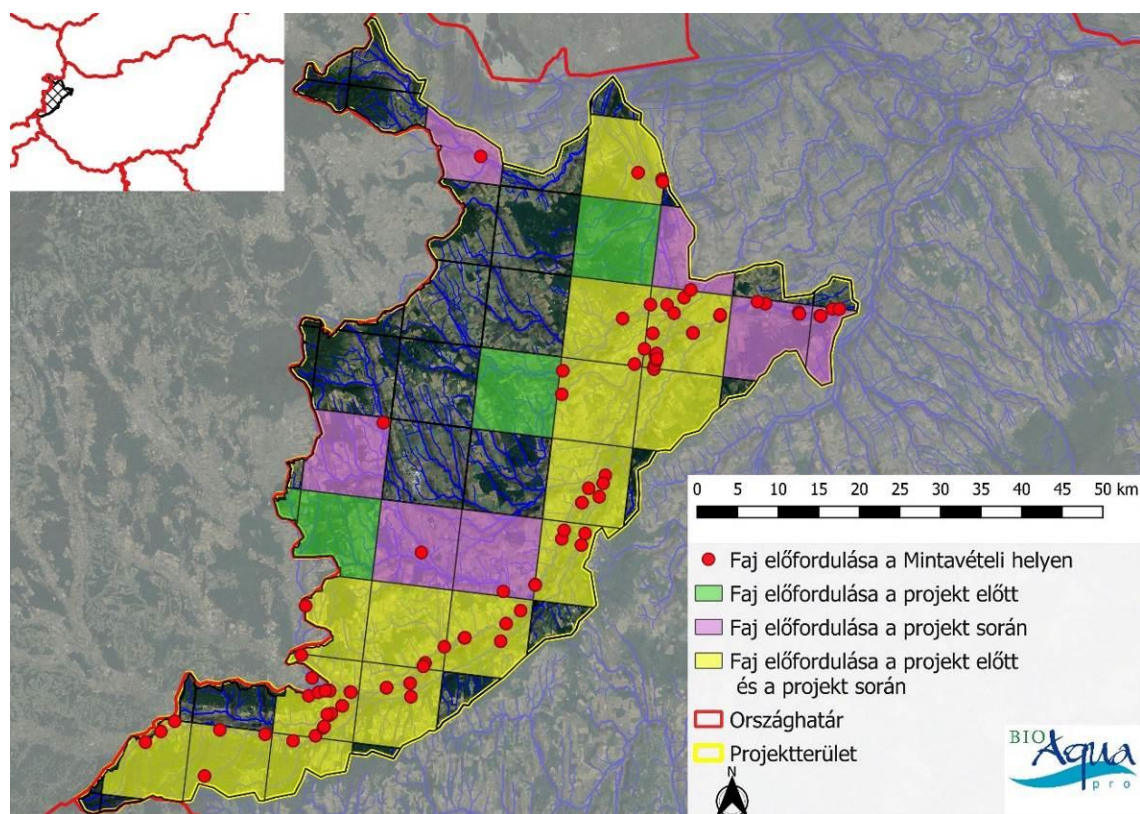 0 5 10 15 20 25 30 35 40 45 50 km
Faj előfordulása a Mintavételi helyen
Faj előfordulása a projekt előtt
Faj előfordulása a projekt során
Faj előfordulása a projekt előtt
és a projekt során
Országhatár
Projektterület
N
BIO
Aqua
pro